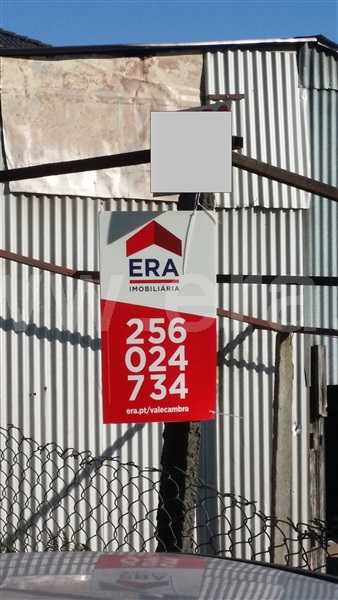 ERA
IMOBILIÁRIA
256
024
734
era.pt/valecambra